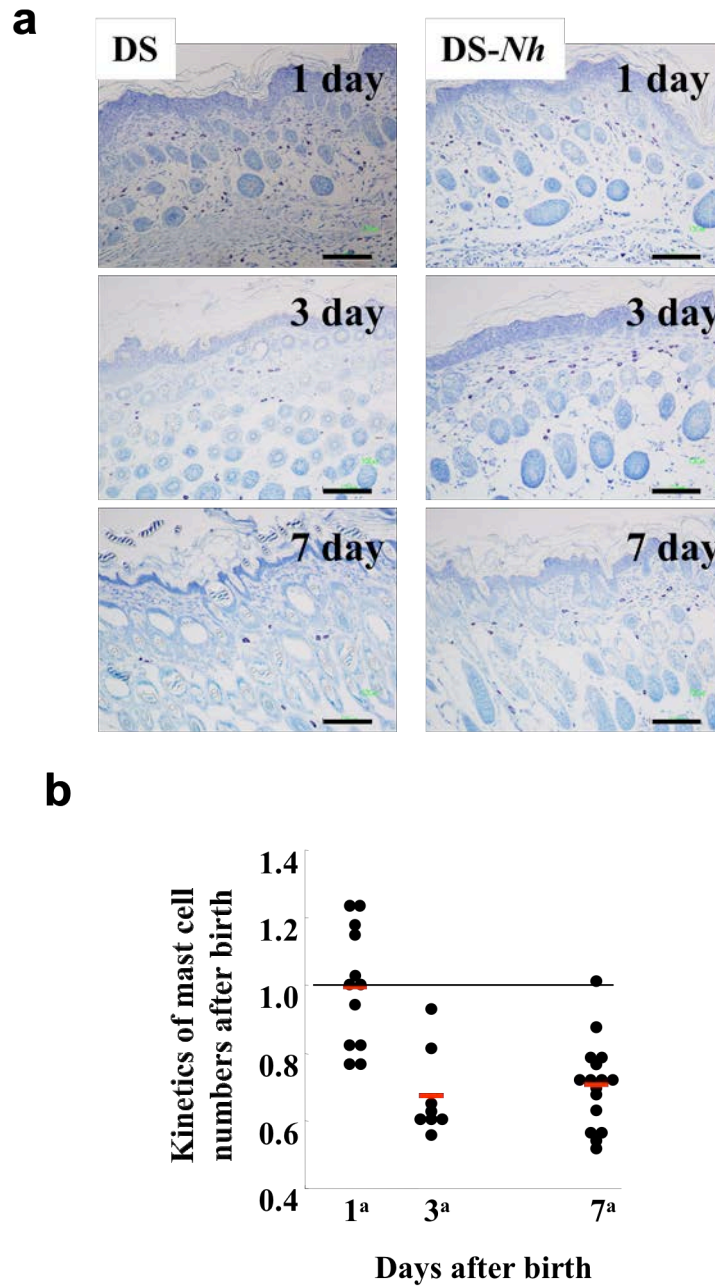 a
DS
DS-Nh
1 day
1 day
3 day
3 day
7 day
7 day
b
Kinetics of mast cell
numbers after birth
1.4
1.2
1.0
0.8
0.6
0.4
1ᵃ
3ᵃ
7ᵃ
Days after birth